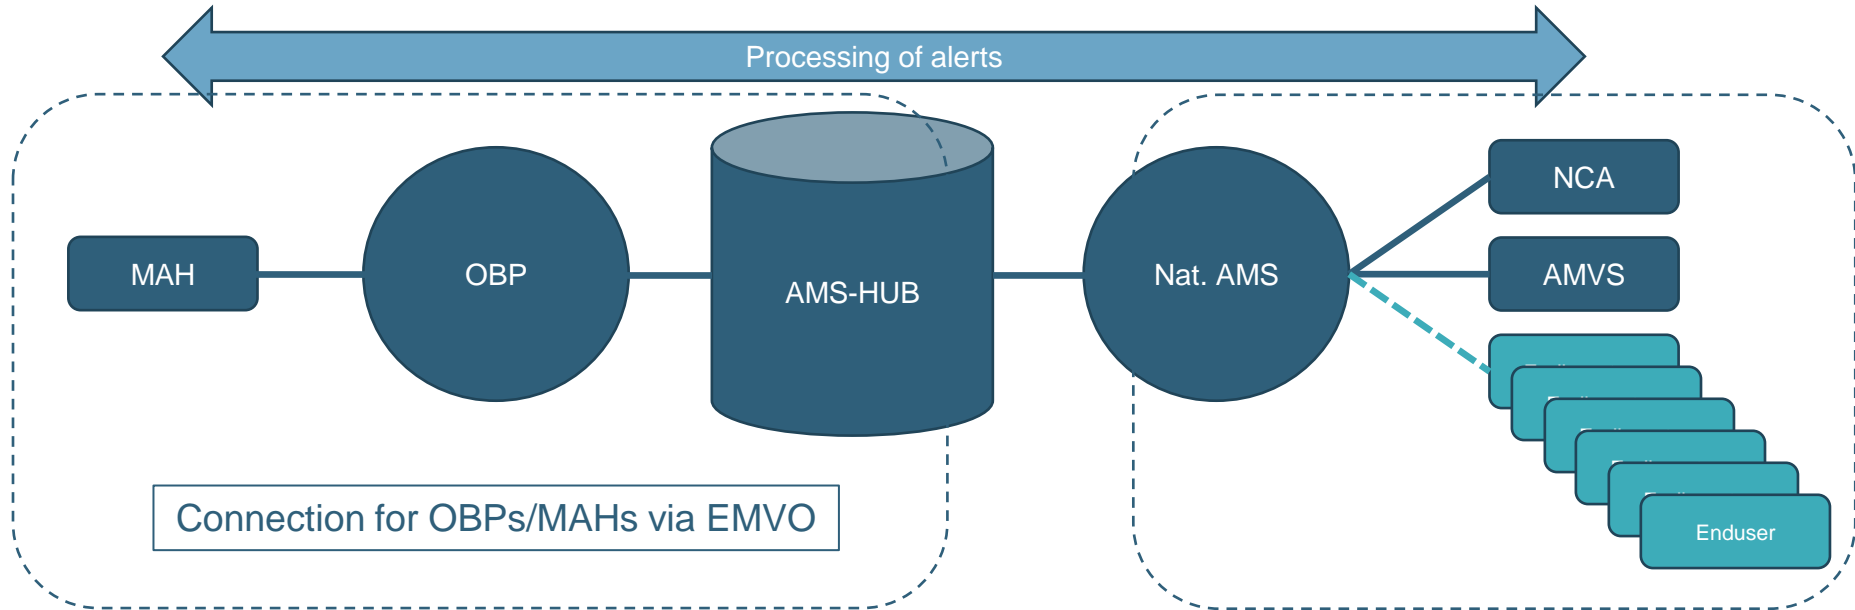 Processing of alerts
MAH
OBP
AMS-HUB
Nat. AMS
NCA
AMVS
Enduser
Connection for OBPs/MAHs via EMVO